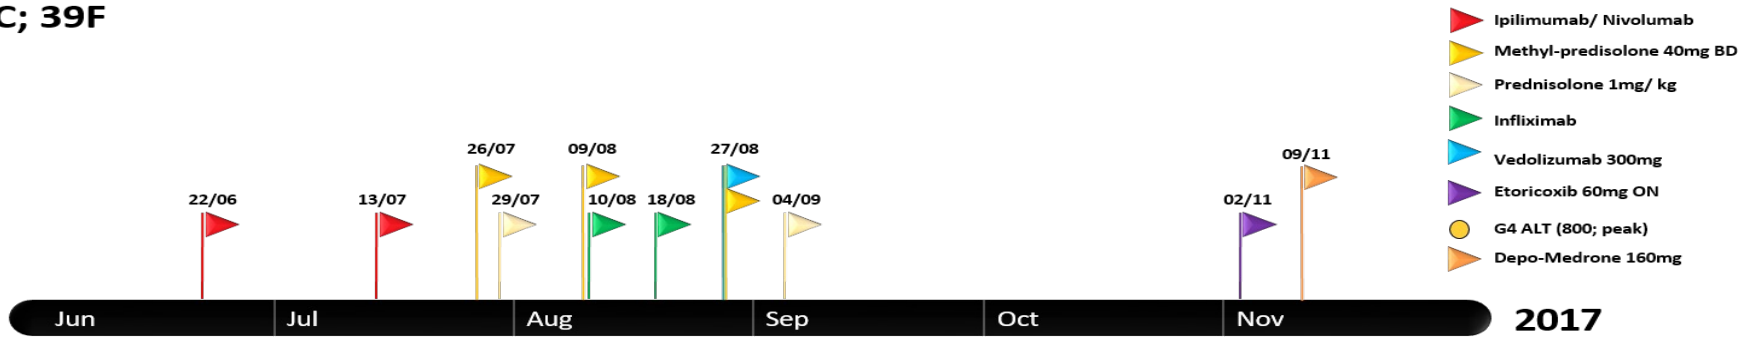 C; 39F
Ipilimumab/ Nivolumab
Methyl-predisolone 40mg BD
Prednisolone 1mg/ kg
Infliximab
Vedolizumab 300mg
Etoricoxib 60mg ON
G4 ALT (800; peak)
Depo-Medrone 160mg
26/07 09/08 27/08 09/11
22/06 13/07 29/07 10/08 18/08 04/09 02/11
Jun Jul Aug Sep Oct Nov 2017